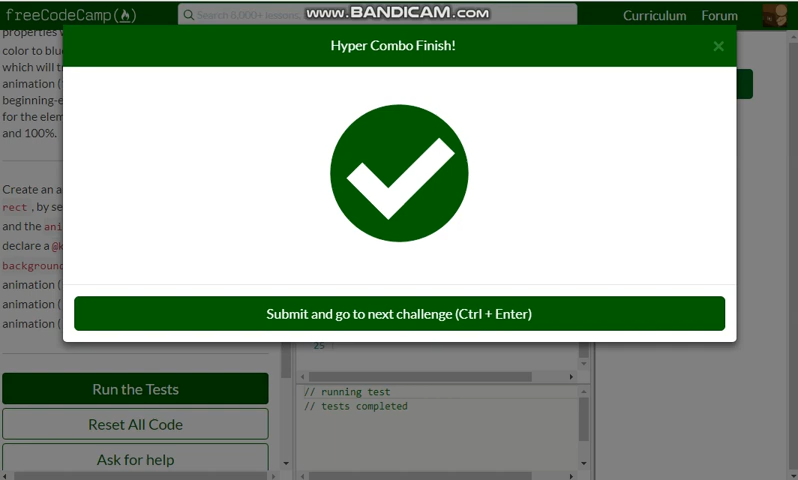 freeCodeCamp
Search 8,000+ lessons,
www.BANDICAM.com
Curriculum
Forum
Hyper Combo Finish!
×
properties
color to blu
which will t
animation (
beginning-e
for the elem
and 100%.
Create an a
rect, by se
and the ani
declare a @k
background
animation (
animation (
animation (
Submit and go to next challenge (Ctrl + Enter)
25
Run the Tests
Reset All Code
Ask for help
// running test
// tests completed